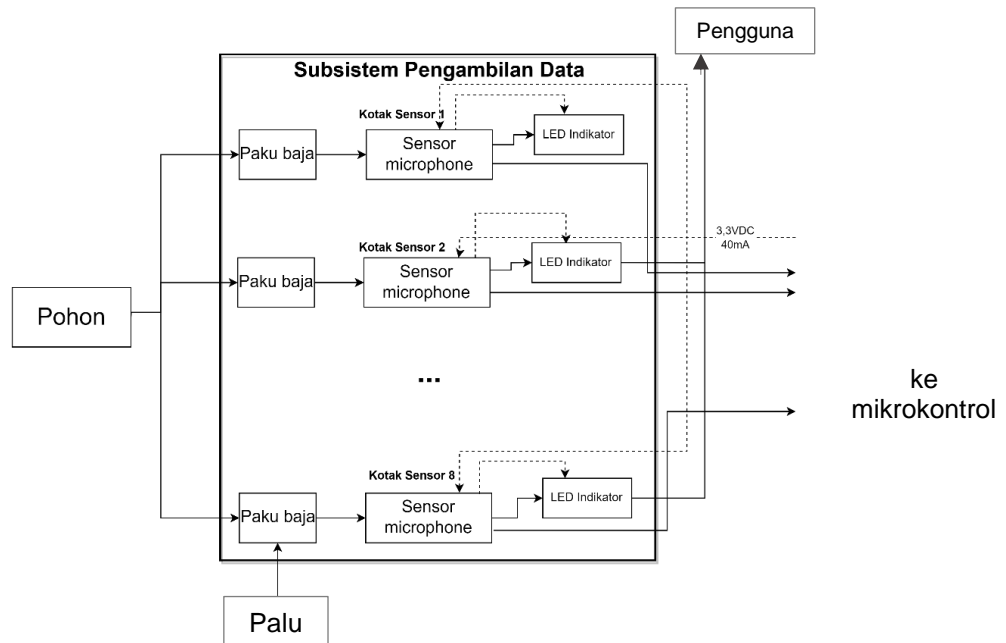 Pengguna
Subsistem Pengambilan Data
Kotak Sensor 1
Paku baja
Sensor
microphone
LED Indikator
3,3VDC
40mA
Kotak Sensor 2
Paku baja
Sensor
microphone
LED Indikator
Pohon
...
ke
mikrokontrol
Kotak Sensor 8
Paku baja
Sensor
microphone
LED Indikator
Palu